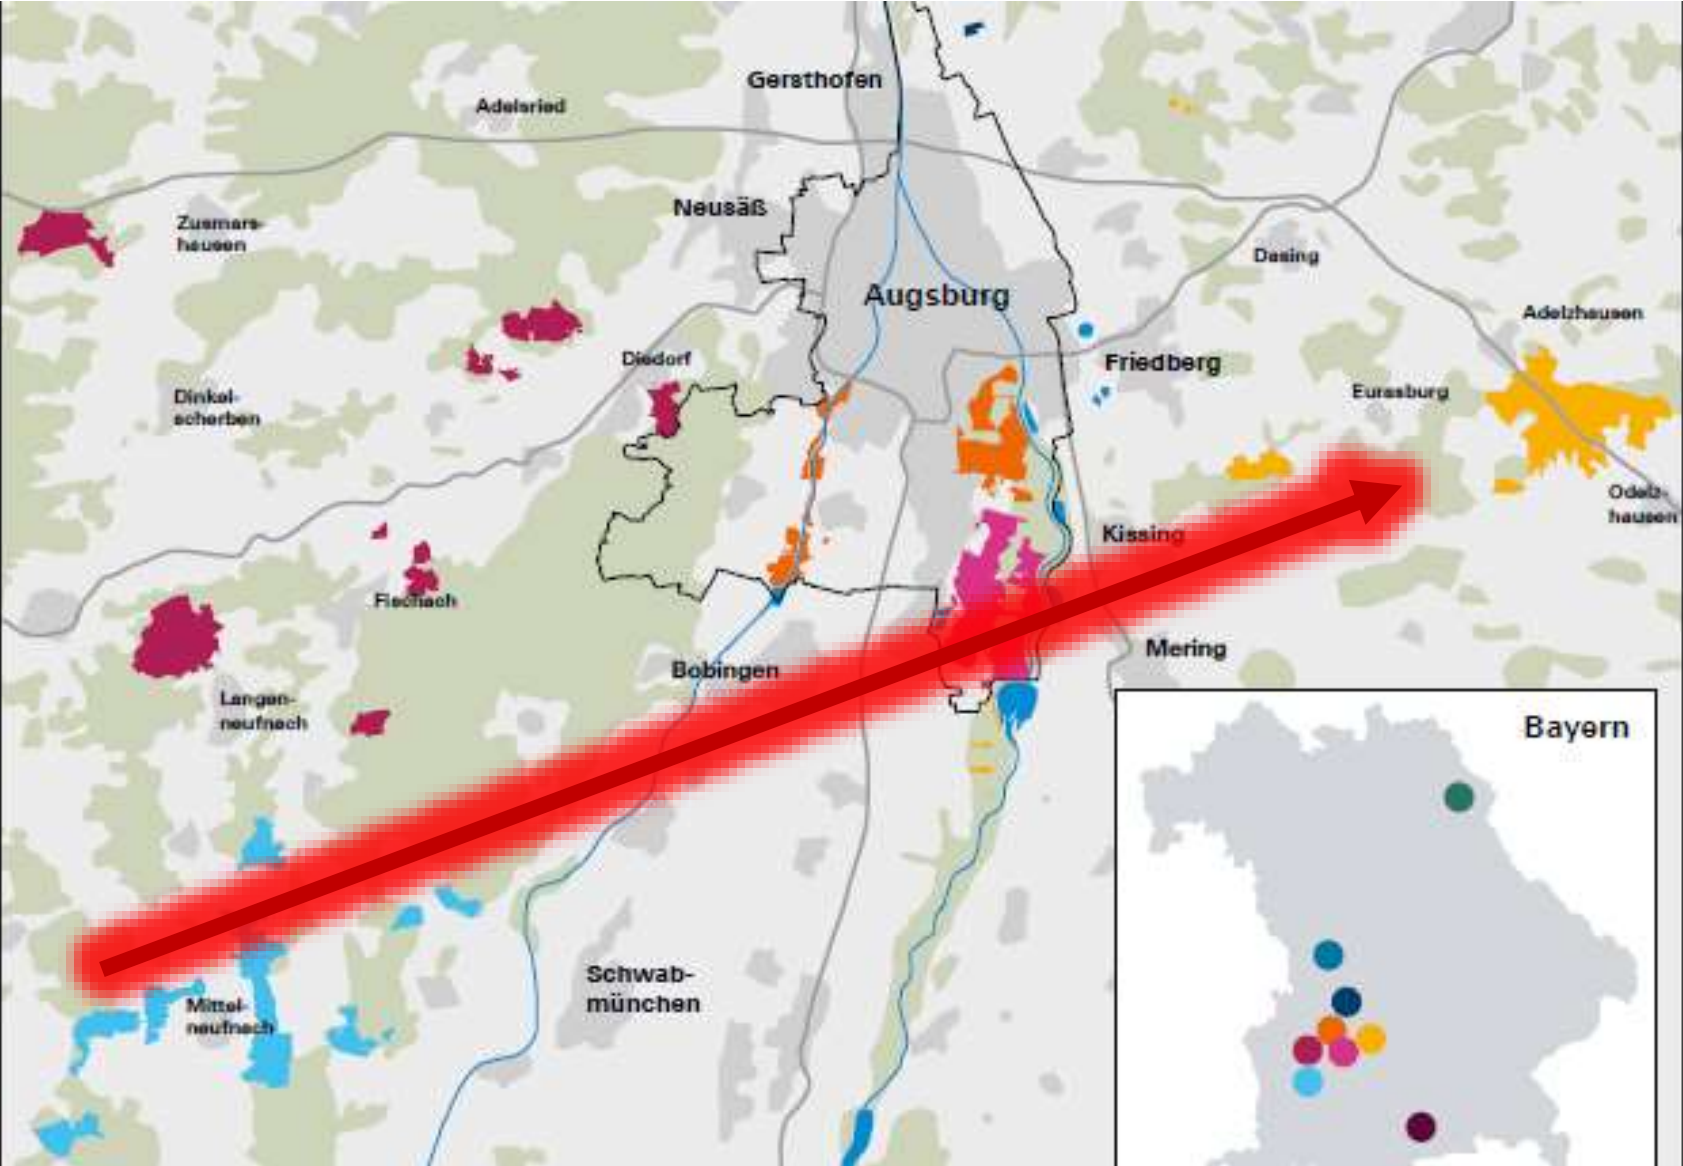 Gersthofen
Adelsried
Neusäß
Zusmars-
hausen
Augsburg
Dasing
Adelzhausen
Diedorf
Friedberg
Dinkel-
scherben
Eurasburg
Odelz-
hausen
Kissing
Fischach
Mering
Bobingen
Langen-
neufnach
Bayern
Schwab-
münchen
Mittel-
neufnach